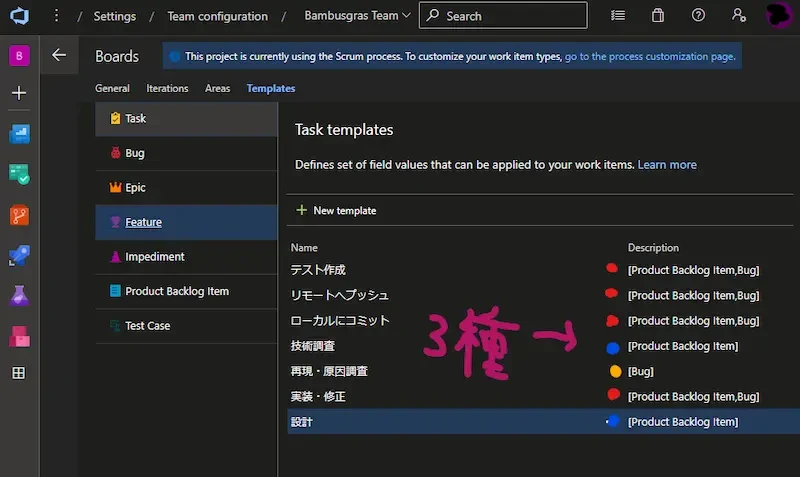 Settings / Team configuration / Bambusgras Team
Search
B
Boards
This project is currently using the Scrum process. To customize your work item types, go to the process customization page.
General Iterations Areas Templates
Task
Bug
Epic
Feature
Impediment
Product Backlog Item
Test Case
Task templates
Defines set of field values that can be applied to your work items. Learn more
+ New template
Name Description
テスト作成 [Product Backlog Item,Bug]
リモートへプッシュ [Product Backlog Item,Bug]
ローカルにコミット [Product Backlog Item,Bug]
技術調査 [Product Backlog Item]
再現・原因調査 [Bug]
実装・修正 [Product Backlog Item,Bug]
設計 [Product Backlog Item]
3種→